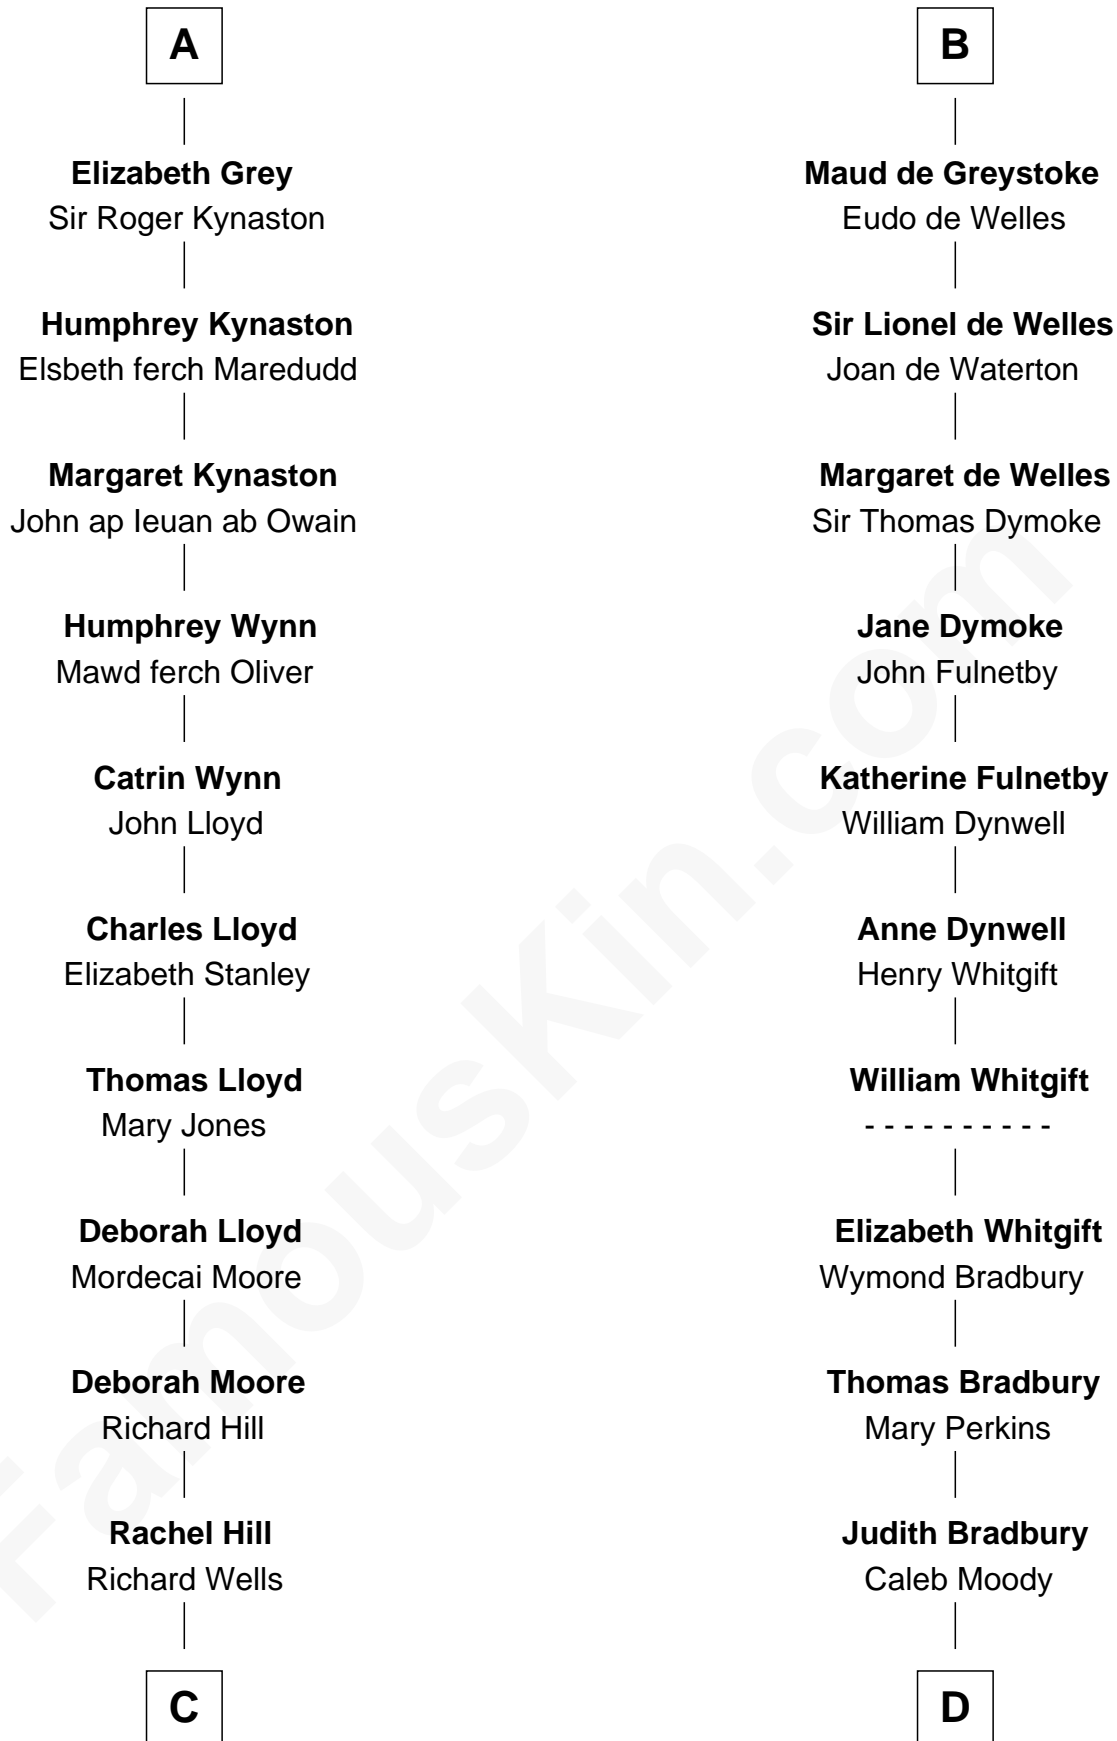 A
Elizabeth Grey
Sir Roger Kynaston
Humphrey Kynaston
Elsbeth ferch Maredudd
Margaret Kynaston
John ap Ieuan ab Owain
Humphrey Wynn
Mawd ferch Oliver
Catrin Wynn
John Lloyd
Charles Lloyd
Elizabeth Stanley
Thomas Lloyd
Mary Jones
Deborah Lloyd
Mordecai Moore
Deborah Moore
Richard Hill
Rachel Hill
Richard Wells
C
B
Maud de Greystoke
Eudo de Welles
Sir Lionel de Welles
Joan de Waterton
Margaret de Welles
Sir Thomas Dymoke
Jane Dymoke
John Fulnetby
Katherine Fulnetby
William Dynwell
Anne Dynwell
Henry Whitgift
William Whitgift
- - - - - - - - - -
Elizabeth Whitgift
Wymond Bradbury
Thomas Bradbury
Mary Perkins
Judith Bradbury
Caleb Moody
D
FamousKin.com